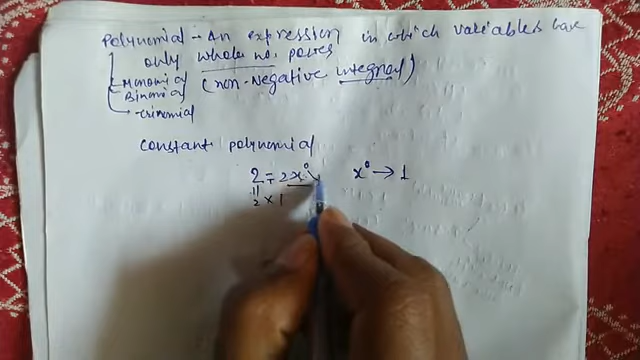 Polynomial - An expression in which variables have
only whole no. powers
Monomial (non-Negative integral)
Binomial
Trinomial
constant polynomial
2 = 2x⁰ x⁰ → 1
2 × 1